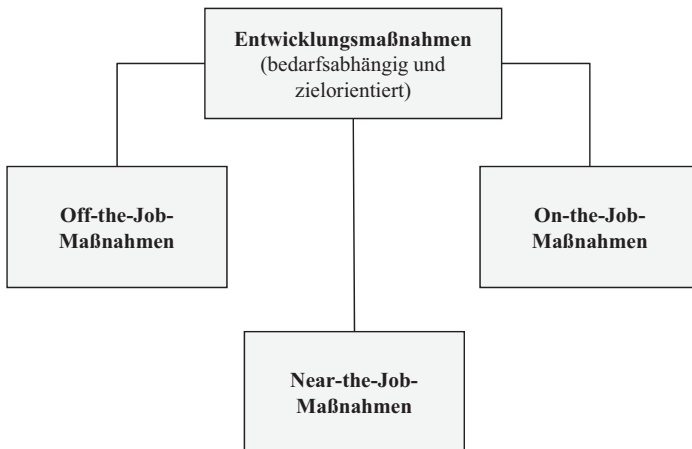 Entwicklungsmaßnahmen
(bedarfsabhängig und
zielorientiert)
Off-the-Job-
Maßnahmen
On-the-Job-
Maßnahmen
Near-the-Job-
Maßnahmen